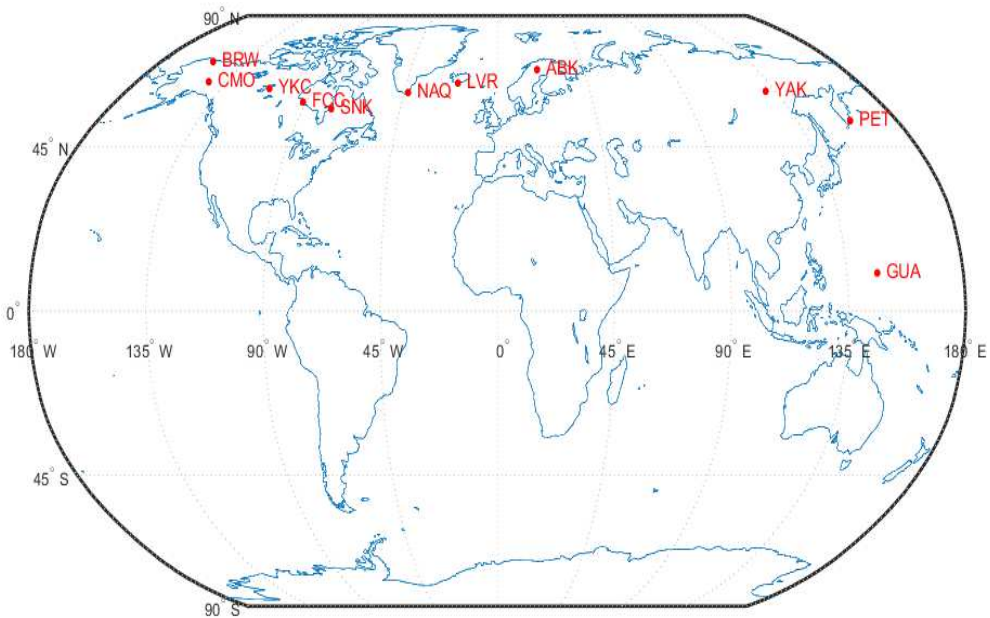 90° N
BRW
ABK
CMO
LVR
YKC
NAQ
YAK
FCC
SNK
PET
45° N
GUA
0°
180° W 135° W 90° W 45° W 0° 45° E 90° E 135° E 180° E
45° S
90° S